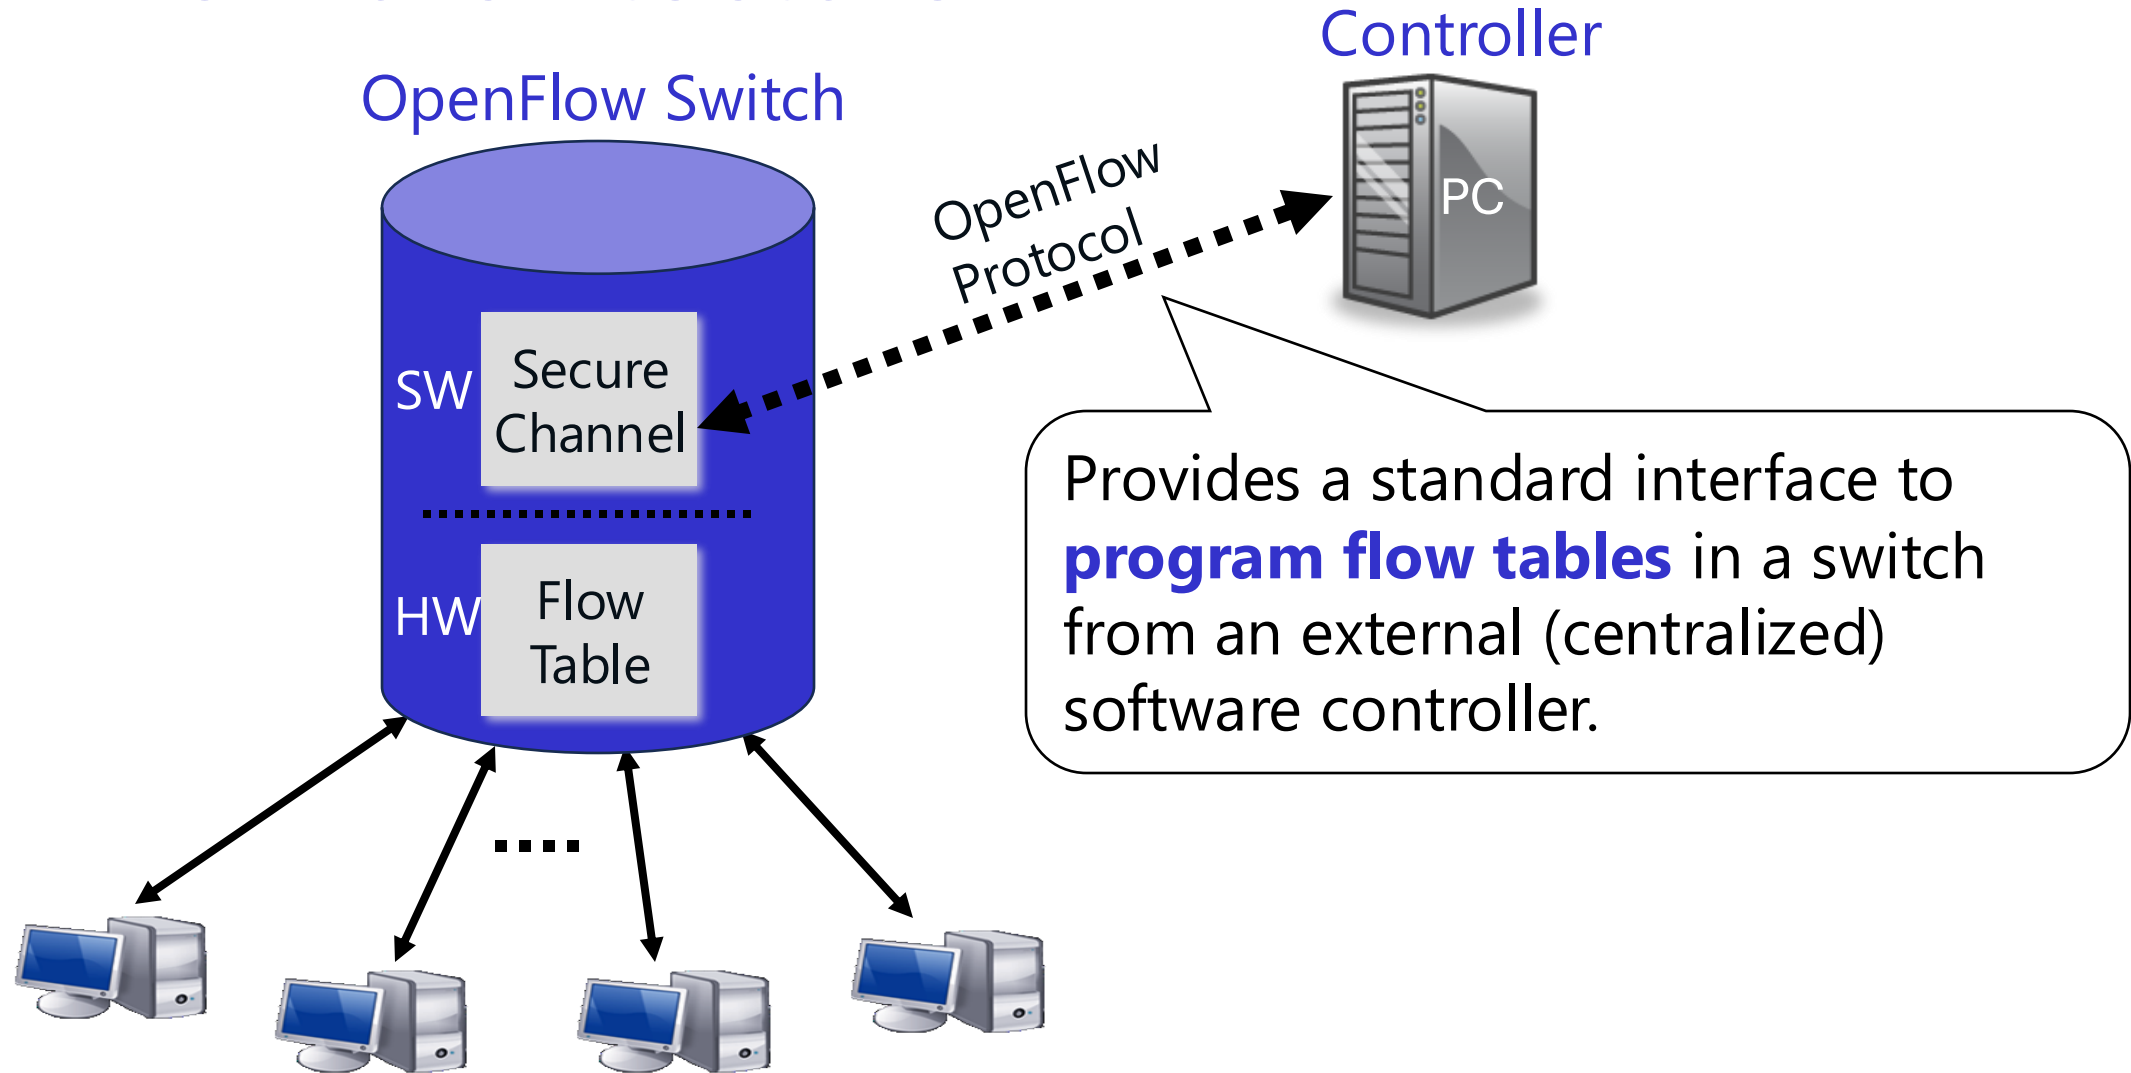 Controller
OpenFlow Switch
OpenFlow
Protocol
PC
SW
Secure
Channel
HW
Flow
Table
Provides a standard interface to
program flow tables in a switch
from an external (centralized)
software controller.